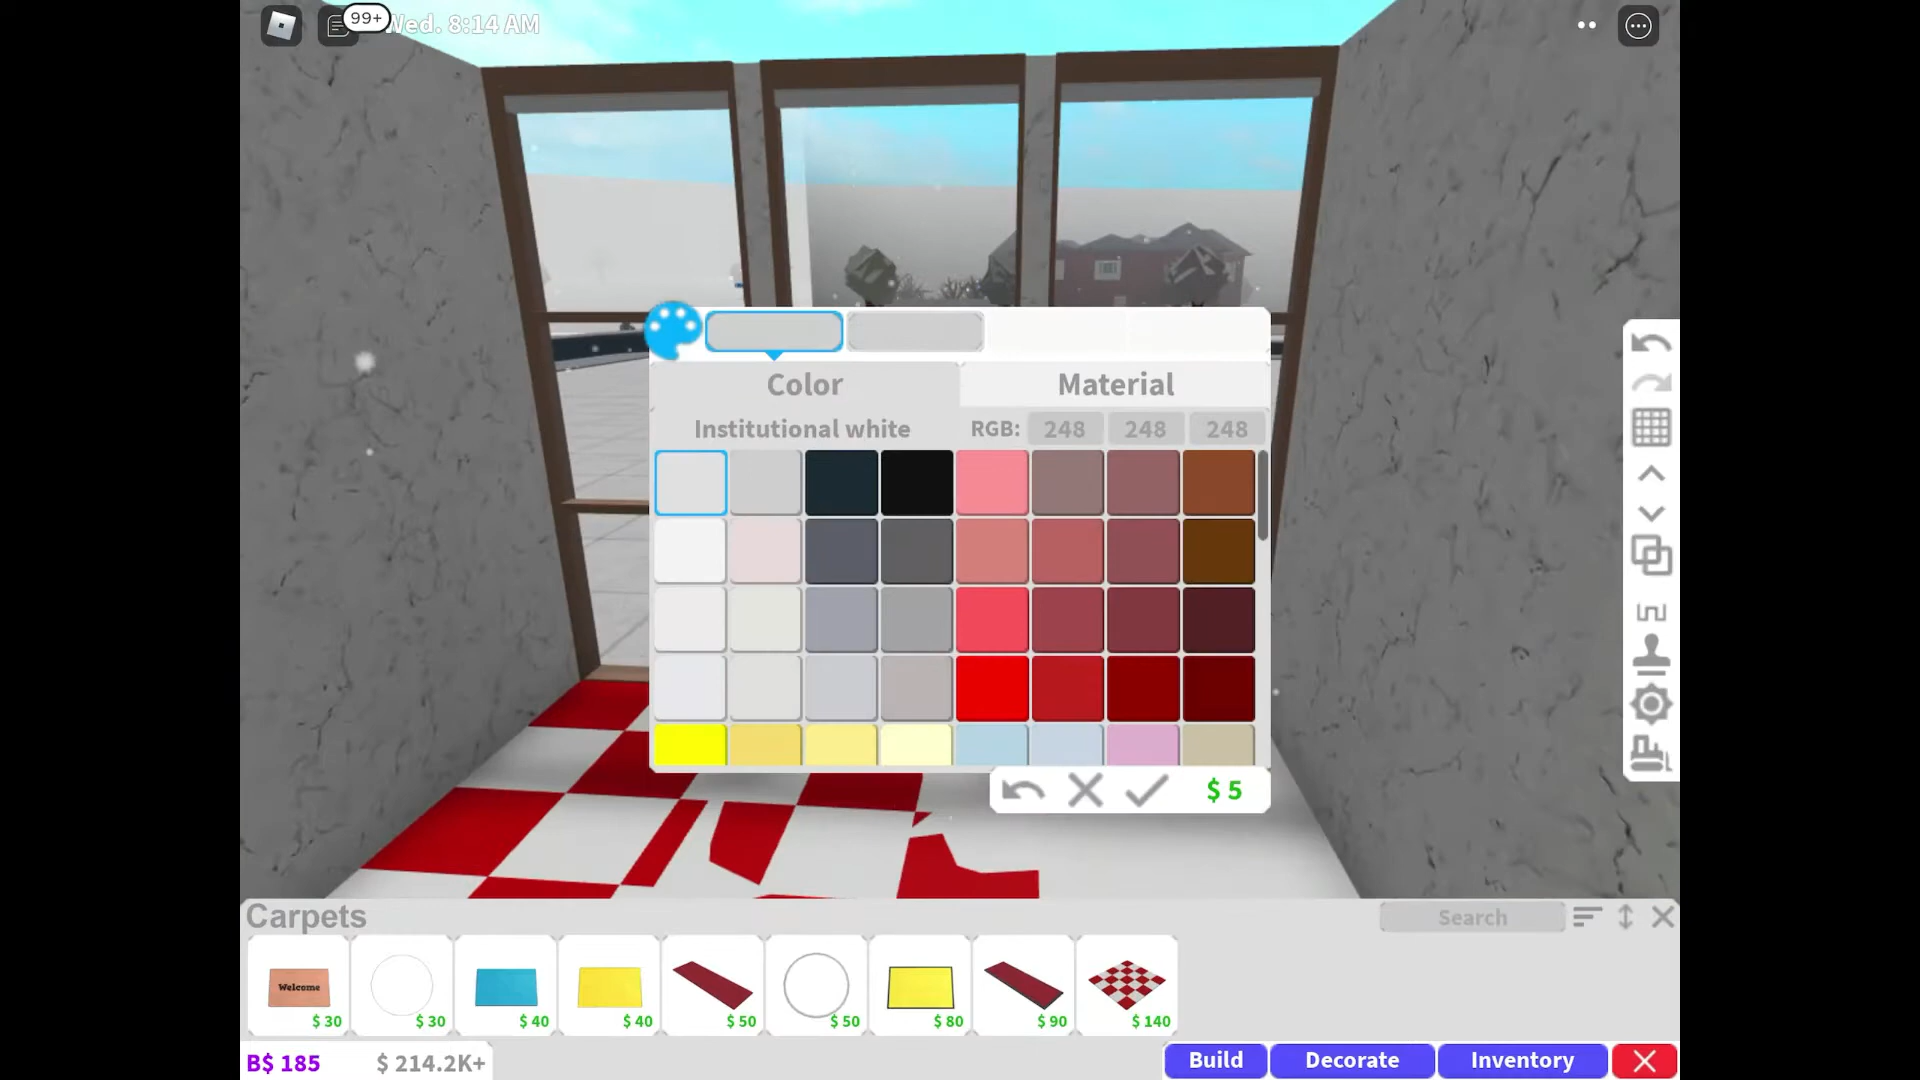 99+
Wed. 8:14 AM
Color
Material
Institutional white
RGB: 248 248 248
$ 5
Carpets
Search
Welcome
$ 30
$ 30
$ 40
$ 40
$ 50
$ 50
$ 80
$ 90
$ 140
B$ 185
$ 214.2K+
Build
Decorate
Inventory